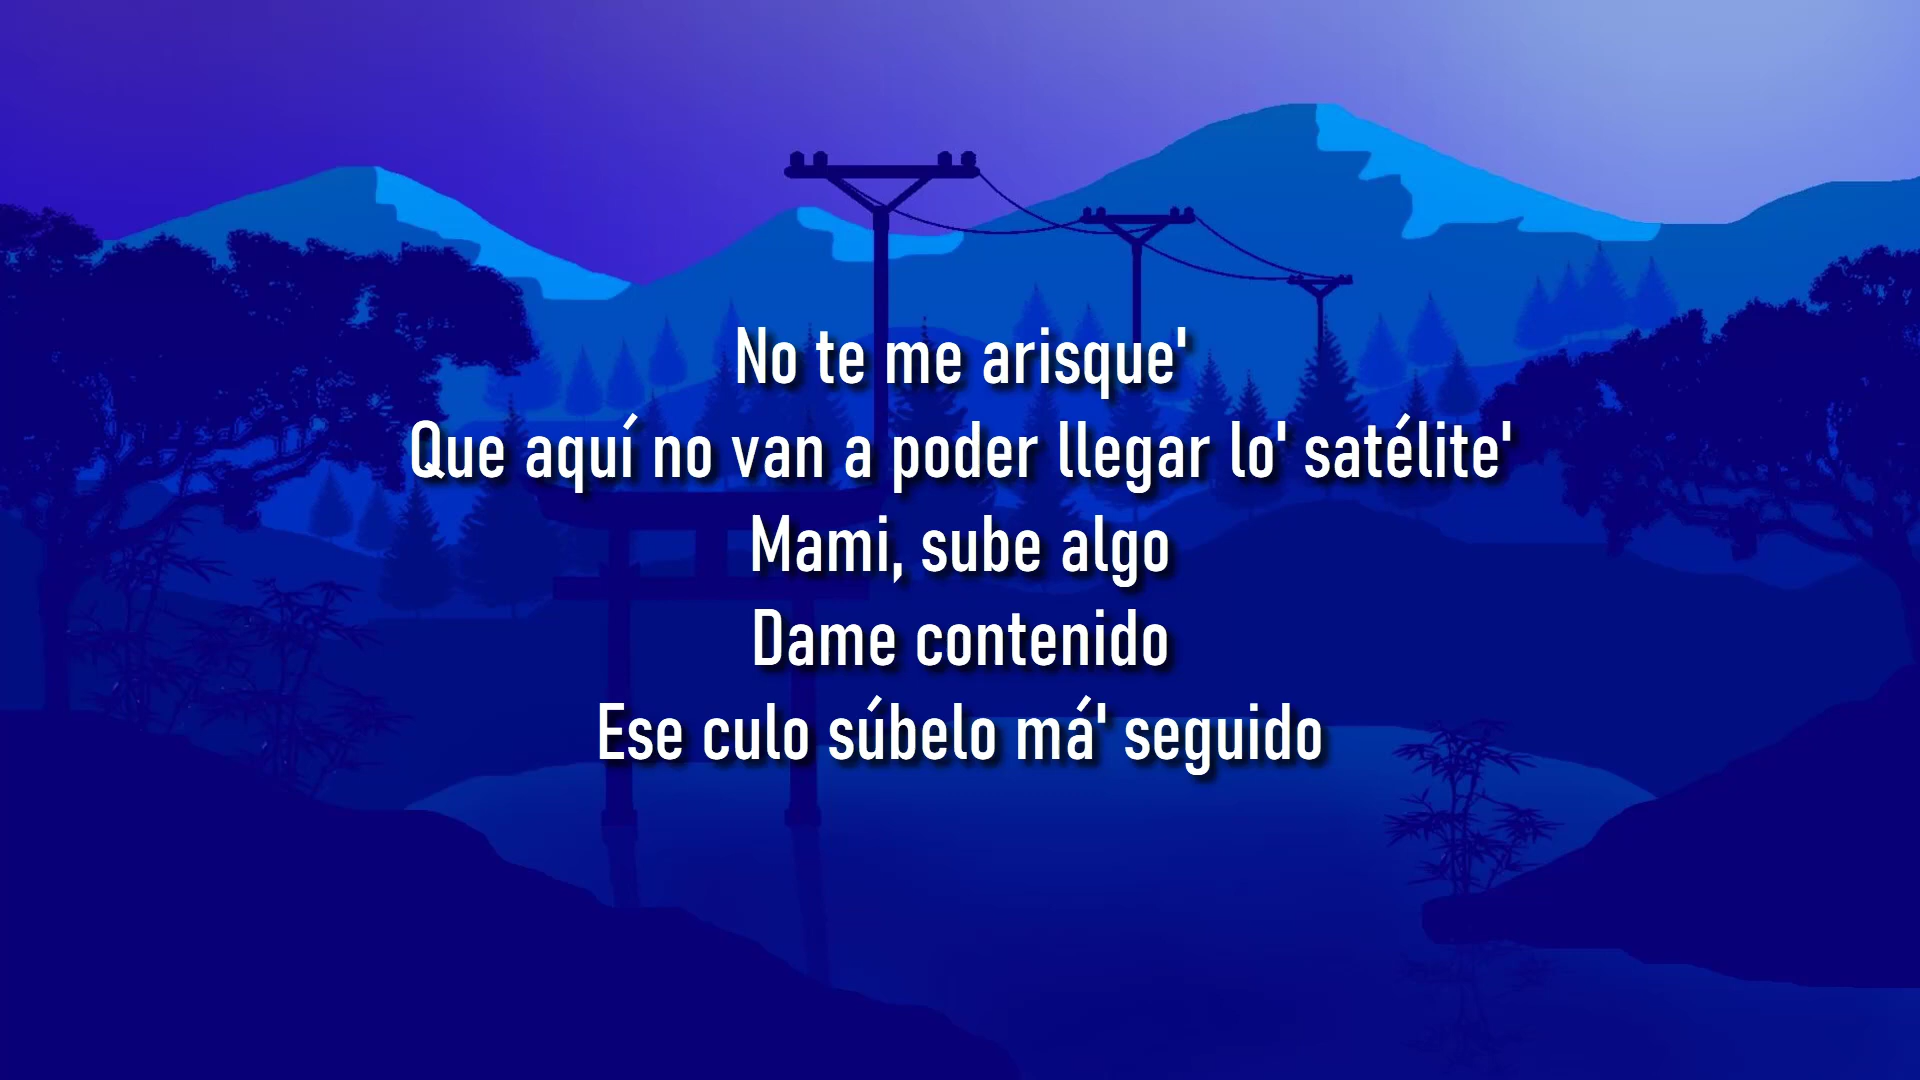 No te me arisque'
Que aquí no van a poder llegar lo' satélite'
Mami, sube algo
Dame contenido
Ese culo súbelo má' seguido